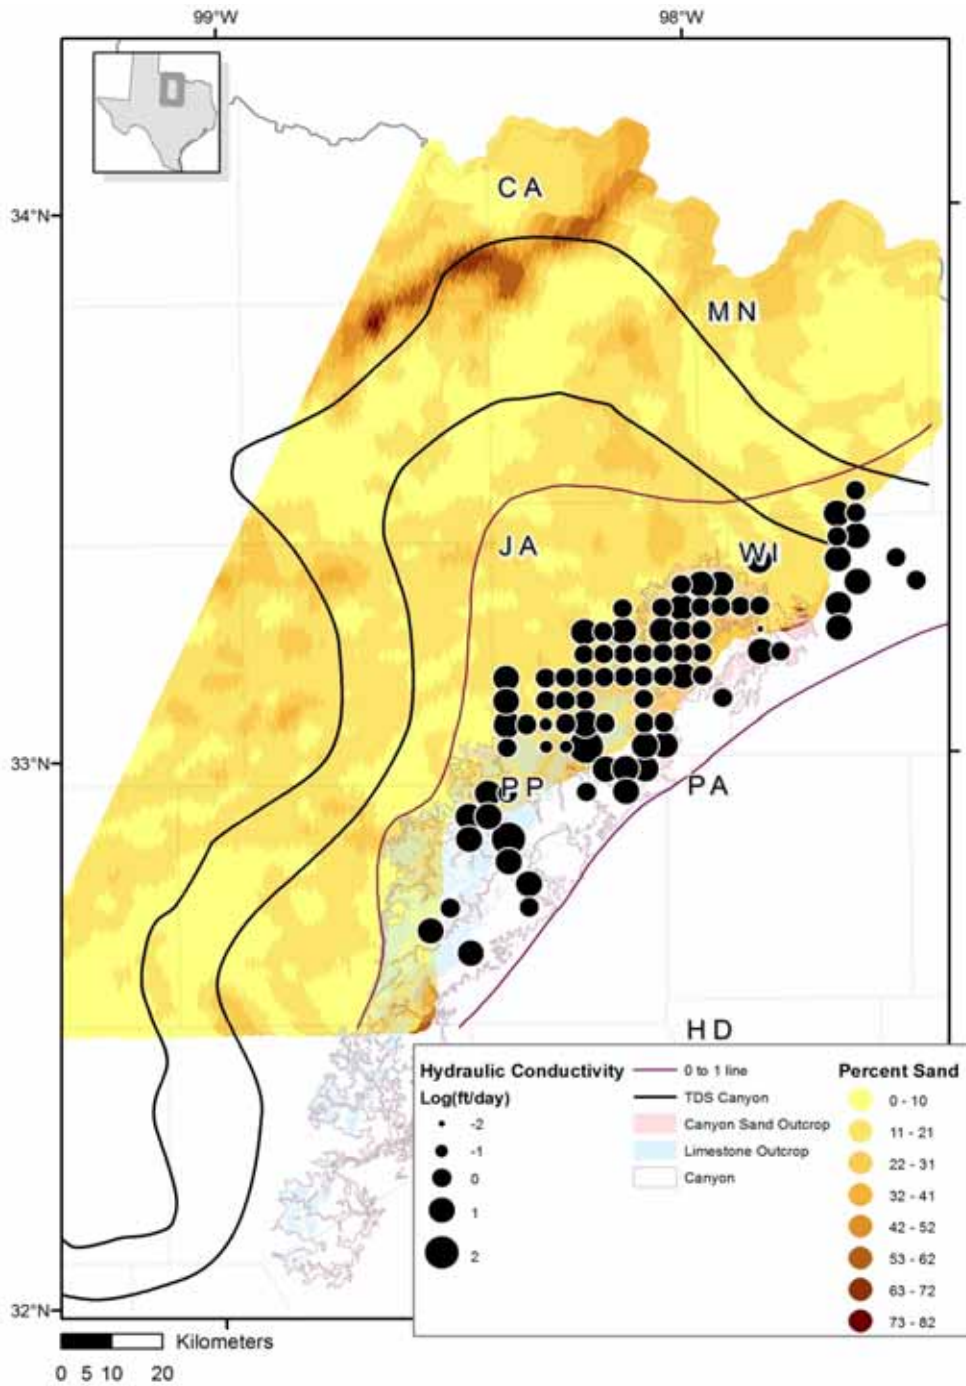 99°W 98°W
34°N
CA
MN
JA WI
33°N
PP PA
HD
32°N
Hydraulic Conductivity
Log(ft/day)
-2
-1
0
1
2
0 to 1 line
TDS Canyon
Canyon Sand Outcrop
Limestone Outcrop
Canyon
Percent Sand
0 - 10
11 - 21
22 - 31
32 - 41
42 - 52
53 - 62
63 - 72
73 - 82
Kilometers
0 5 10 20